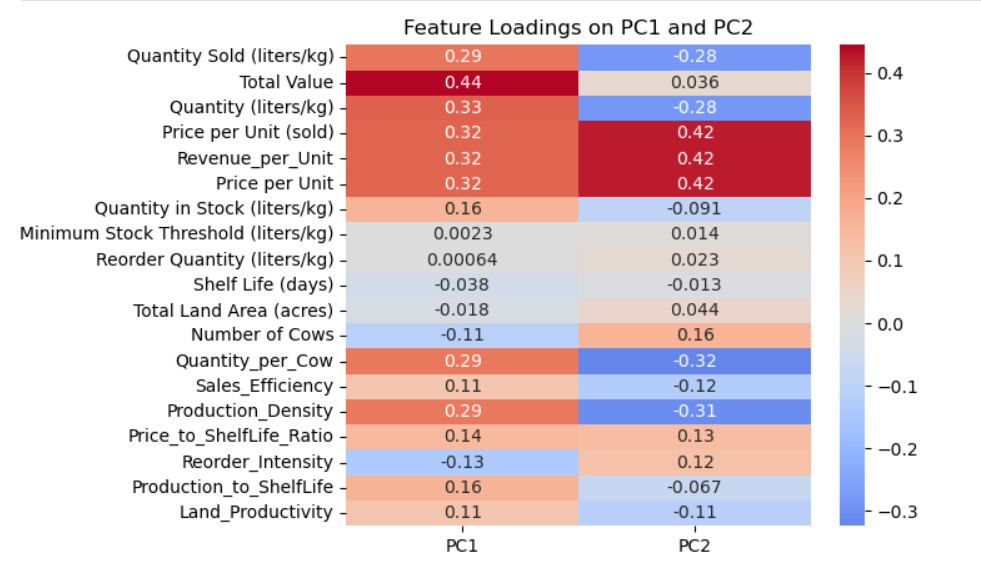 Feature Loadings on PC1 and PC2
Quantity Sold (liters/kg) 0.29 -0.28
Total Value 0.44 0.036
Quantity (liters/kg) 0.33 -0.28
Price per Unit (sold) 0.32 0.42
Revenue_per_Unit 0.32 0.42
Price per Unit 0.32 0.42
Quantity in Stock (liters/kg) 0.16 -0.091
Minimum Stock Threshold (liters/kg) 0.0023 0.014
Reorder Quantity (liters/kg) 0.00064 0.023
Shelf Life (days) -0.038 -0.013
Total Land Area (acres) -0.018 0.044
Number of Cows -0.11 0.16
Quantity_per_Cow 0.29 -0.32
Sales_Efficiency 0.11 -0.12
Production_Density 0.29 -0.31
Price_to_ShelfLife_Ratio 0.14 0.13
Reorder_Intensity -0.13 0.12
Production_to_ShelfLife 0.16 -0.067
Land_Productivity 0.11 -0.11
PC1 PC2
0.4
0.3
0.2
0.1
0.0
−0.1
−0.2
−0.3